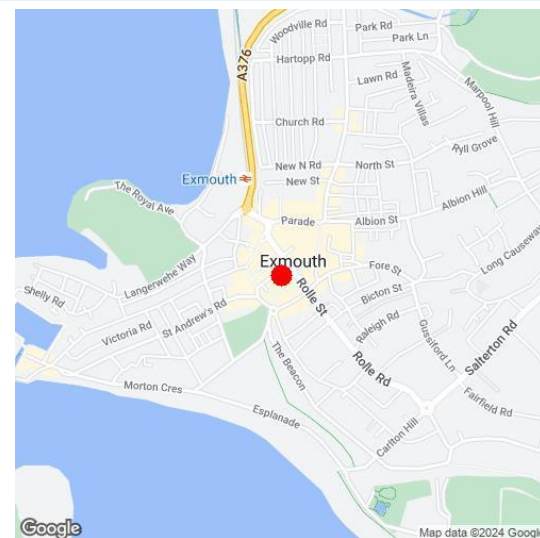 Woodville Rd
Park Rd
Park Ln
A376
Hartopp Rd
Lawn Rd
Madeira Villas
Marpool Hill
Church Rd
Ryll Grove
New N Rd
North St
Exmouth
New St
The Royal Ave
Albion Hill
Parade
Albion St
Long Causeway
Exmouth
Fore St
Langerwehe Way
Rolle St
Bicton St
Shelly Rd
St Andrew's Rd
Victoria Rd
Raleigh Rd
Gussiford Ln
Salterton Rd
The Beacon
Rolle Rd
Morton Cres
Esplanade
Fairfield Rd
Carlton Hill
Google
Map data ©2024 Google